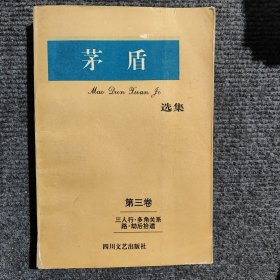 茅盾
Mao Dun Xuan Ji
选集
第三卷
三人行·多角关系
路·劫后拾遗
四川文艺出版社